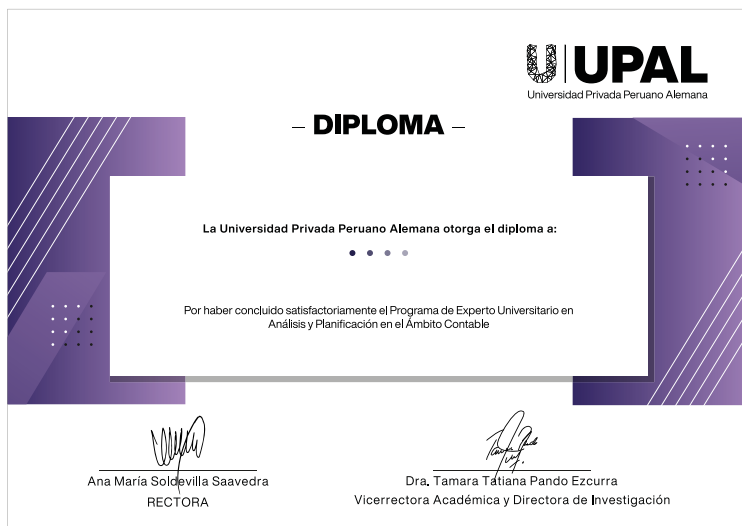 UPAL
Universidad Privada Peruano Alemana
– DIPLOMA –
La Universidad Privada Peruano Alemana otorga el diploma a:
Por haber concluido satisfactoriamente el Programa de Experto Universitario en
Análisis y Planificación en el Ámbito Contable
Ana María Soldevilla Saavedra
RECTORA
Dra. Tamara Tatiana Pando Ezcurra
Vicerrectora Académica y Directora de Investigación